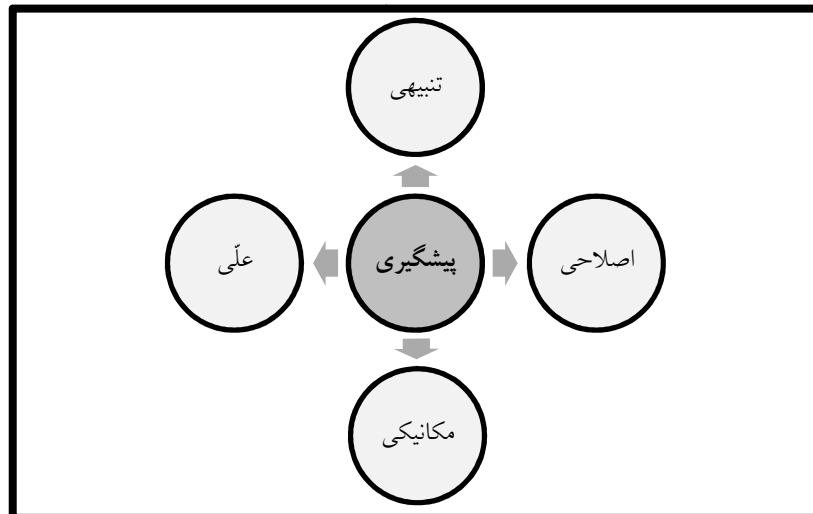 تنبیهی
اصلاحی
پیشگیری
علّی
مکانیکی